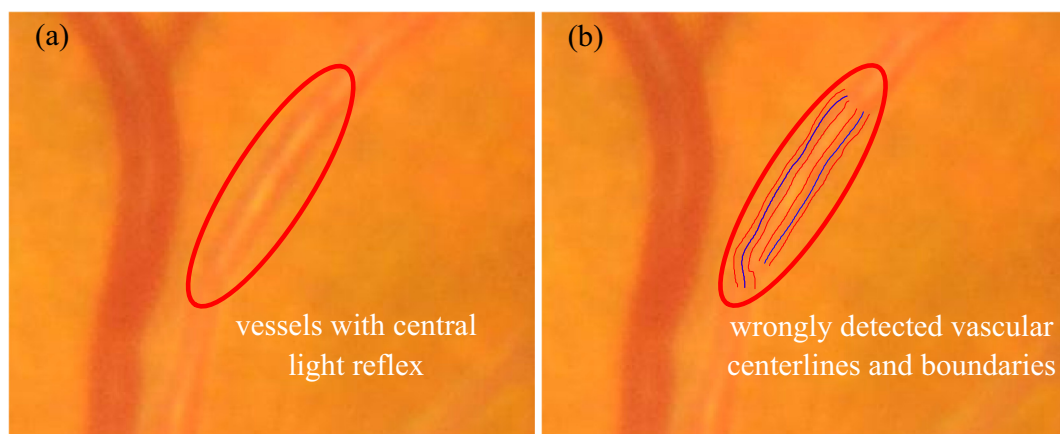 (a)
vessels with central
light reflex
(b)
wrongly detected vascular
centerlines and boundaries